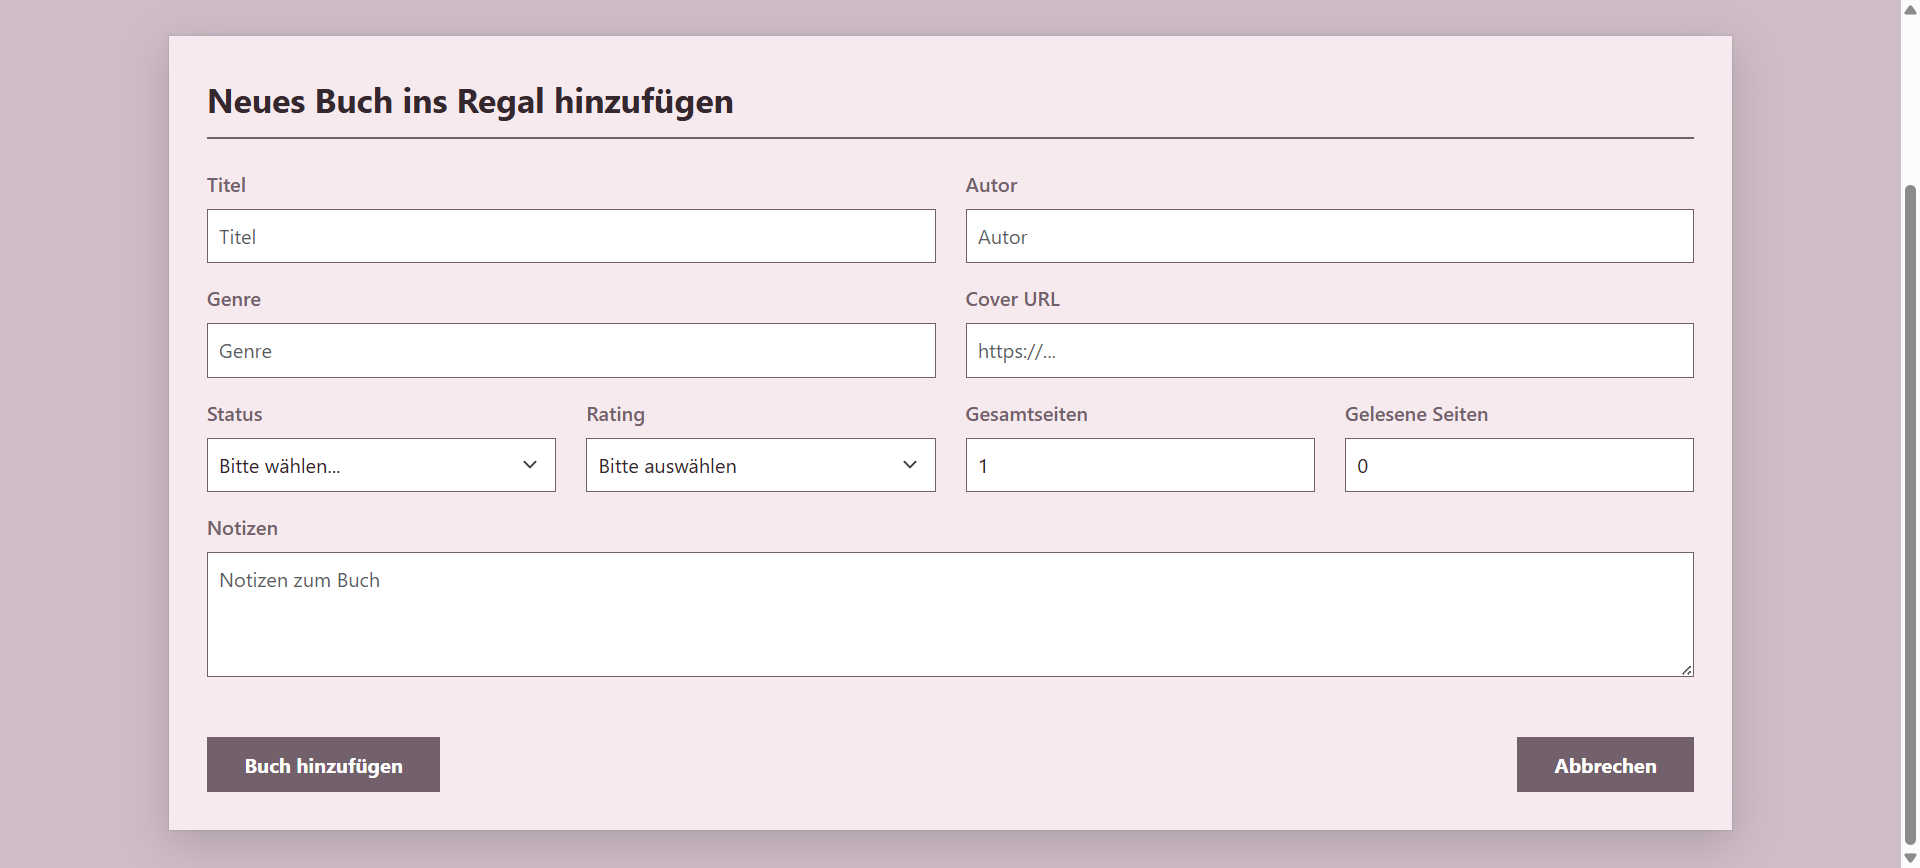 Neues Buch ins Regal hinzufügen
Titel
Autor
Titel
Autor
Genre
Cover URL
Genre
https://...
Status
Rating
Gesamtseiten
Gelesene Seiten
Bitte wählen...
Bitte auswählen
1
0
Notizen
Notizen zum Buch
Buch hinzufügen
Abbrechen